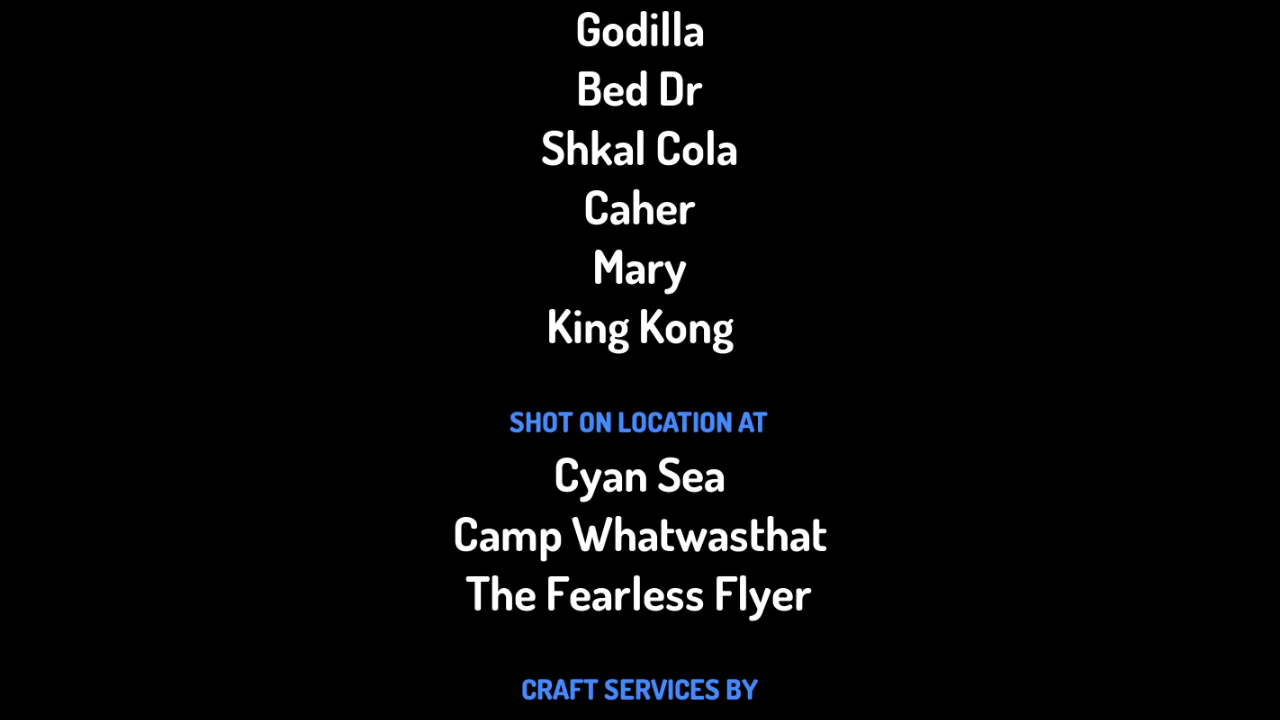 Godilla
Bed Dr
Shkal Cola
Caher
Mary
King Kong
SHOT ON LOCATION AT
Cyan Sea
Camp Whatwasthat
The Fearless Flyer
CRAFT SERVICES BY